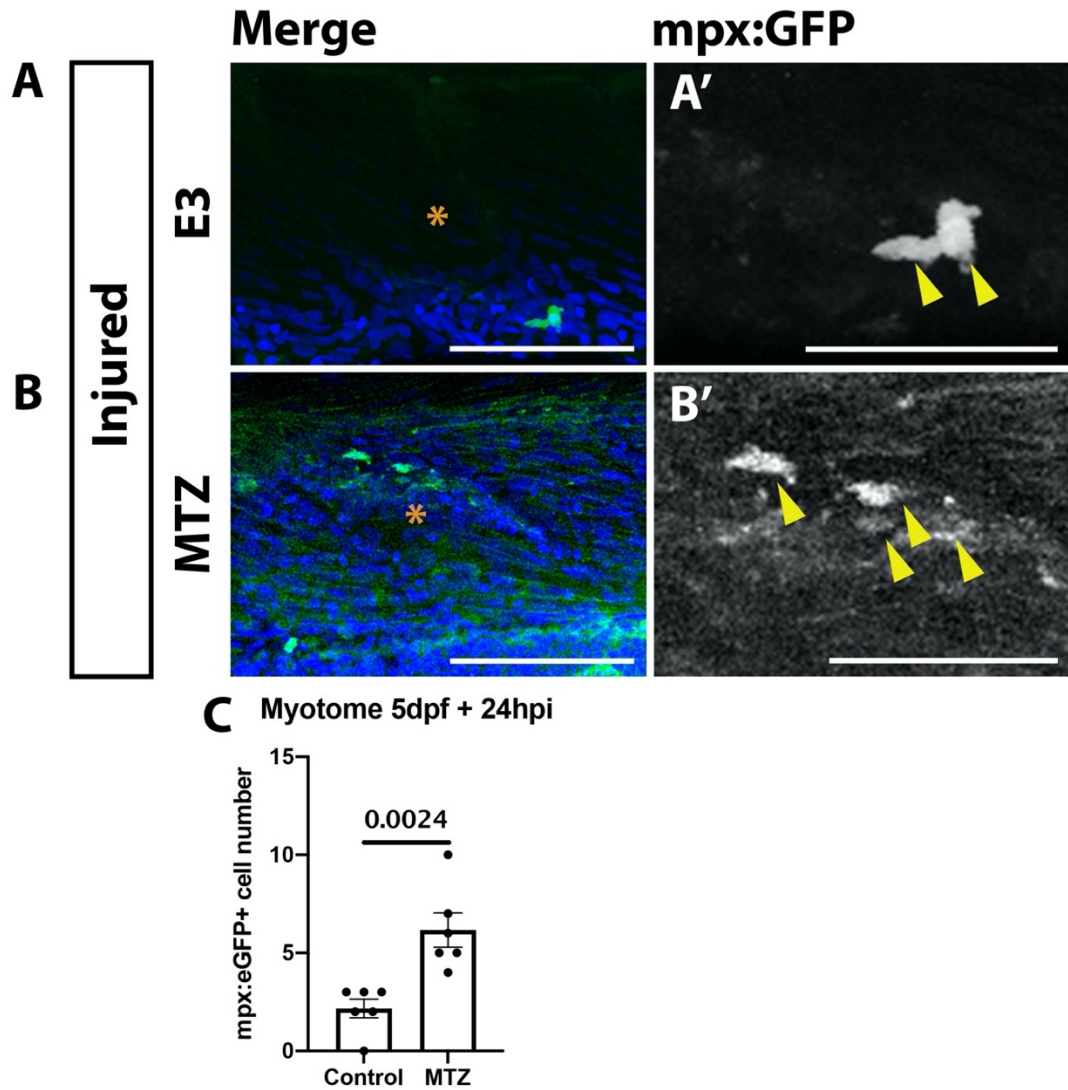 Merge
mpx:GFP
A
Injured
E3
*
A'
B
MTZ
*
B'
C
Myotome 5dpf + 24hpi
mpx:eGFP+ cell number
15
10
5
0
0.0024
Control
MTZ